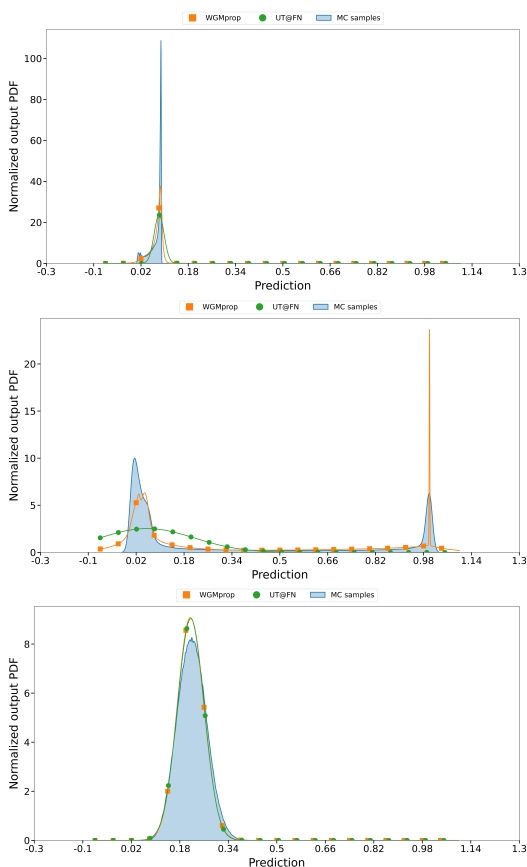 WGMprop UT@FN MC samples
100
80
60
40
20
0
-0.3 -0.1 0.02 0.18 0.34 0.5 0.66 0.82 0.98 1.14 1.3
Normalized output PDF
Prediction
WGMprop UT@FN MC samples
20
15
10
5
0
-0.3 -0.1 0.02 0.18 0.34 0.5 0.66 0.82 0.98 1.14 1.3
Normalized output PDF
Prediction
WGMprop UT@FN MC samples
8
6
4
2
0
-0.3 -0.1 0.02 0.18 0.34 0.5 0.66 0.82 0.98 1.14 1.3
Normalized output PDF
Prediction